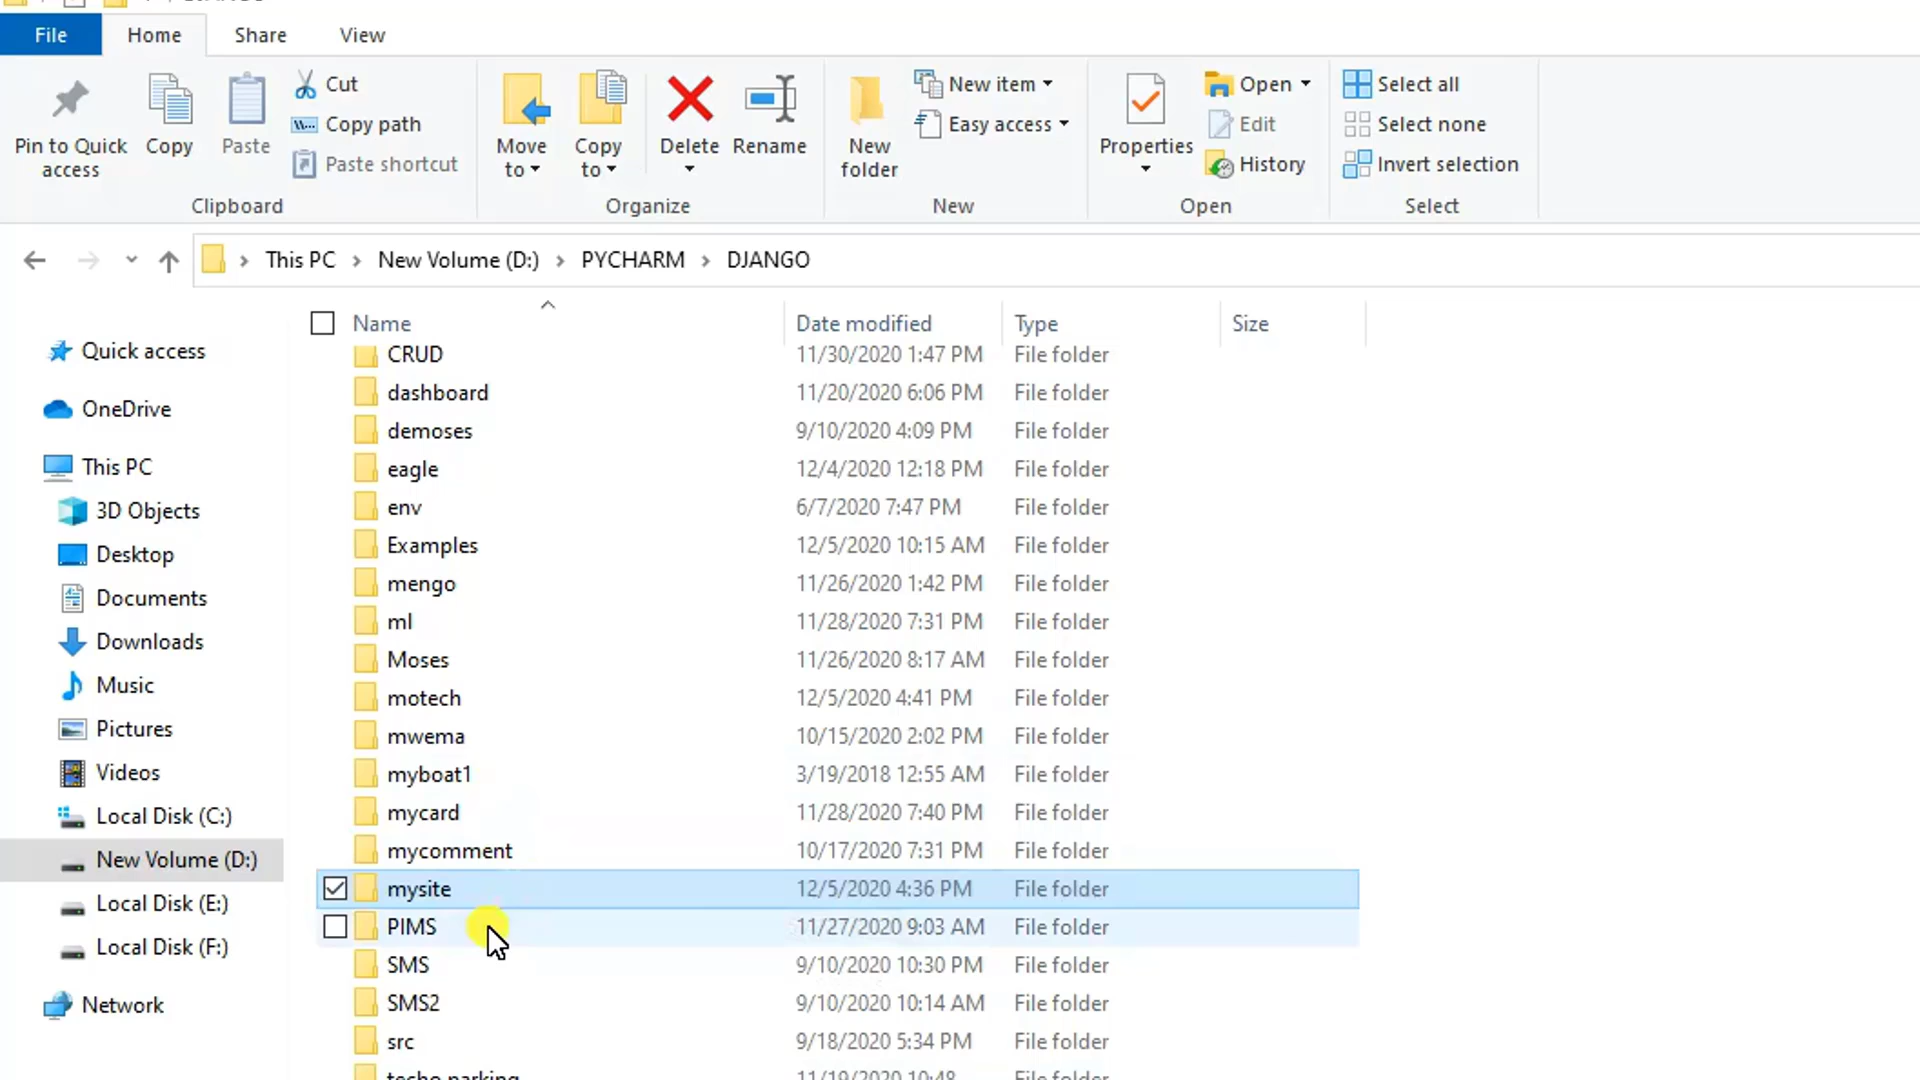 File Home Share View
Pin to Quick access
Copy
Paste
Cut
Copy path
Paste shortcut
Clipboard
Move to
Copy to
Delete
Rename
Organize
New folder
New item
Easy access
New
Properties
Open
Edit
History
Open
Select all
Select none
Invert selection
Select
This PC > New Volume (D:) > PYCHARM > DJANGO
Quick access
OneDrive
This PC
3D Objects
Desktop
Documents
Downloads
Music
Pictures
Videos
Local Disk (C:)
New Volume (D:)
Local Disk (E:)
Local Disk (F:)
Network
Name Date modified Type Size
CRUD 11/30/2020 1:47 PM File folder
dashboard 11/20/2020 6:06 PM File folder
demoses 9/10/2020 4:09 PM File folder
eagle 12/4/2020 12:18 PM File folder
env 6/7/2020 7:47 PM File folder
Examples 12/5/2020 10:15 AM File folder
mengo 11/26/2020 1:42 PM File folder
ml 11/28/2020 7:31 PM File folder
Moses 11/26/2020 8:17 AM File folder
motech 12/5/2020 4:41 PM File folder
mwema 10/15/2020 2:02 PM File folder
myboat1 3/19/2018 12:55 AM File folder
mycard 11/28/2020 7:40 PM File folder
mycomment 10/17/2020 7:31 PM File folder
mysite 12/5/2020 4:36 PM File folder
PIMS 11/27/2020 9:03 AM File folder
SMS 9/10/2020 10:30 PM File folder
SMS2 9/10/2020 10:14 AM File folder
src 9/18/2020 5:34 PM File folder
techo parking 11/19/2020 10:48 File folder